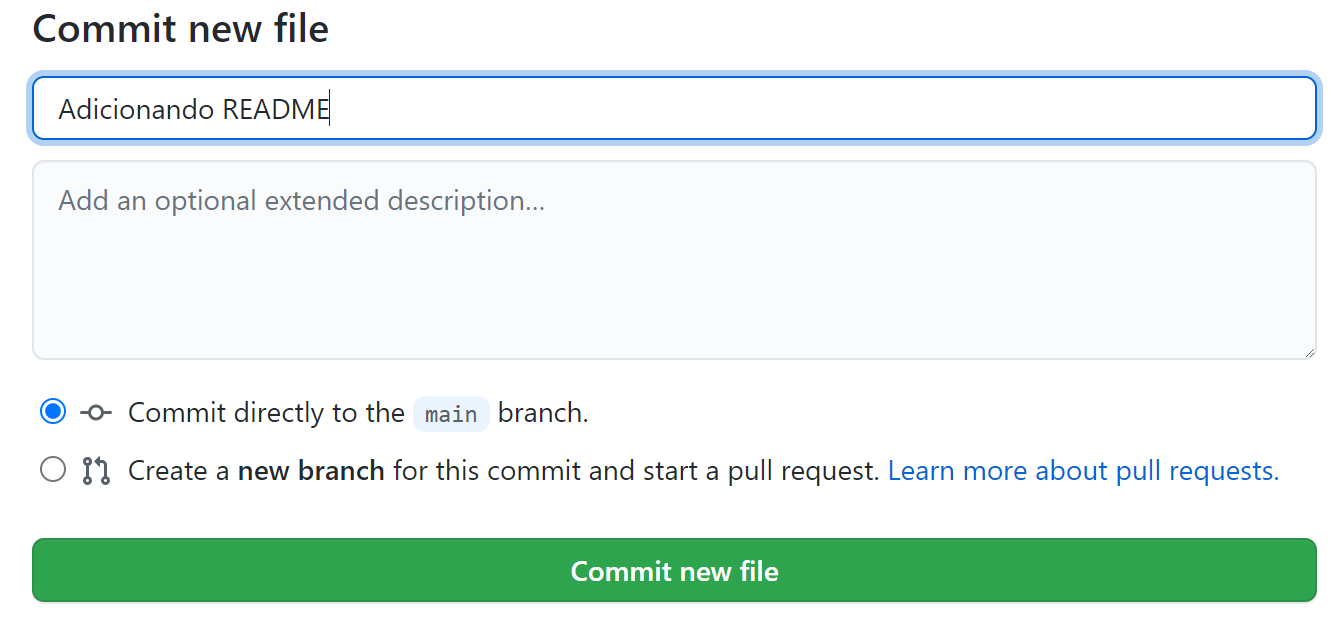 Commit new file
Adicionando README
Add an optional extended description...
Commit directly to the main branch.
Create a new branch for this commit and start a pull request. Learn more about pull requests.
Commit new file